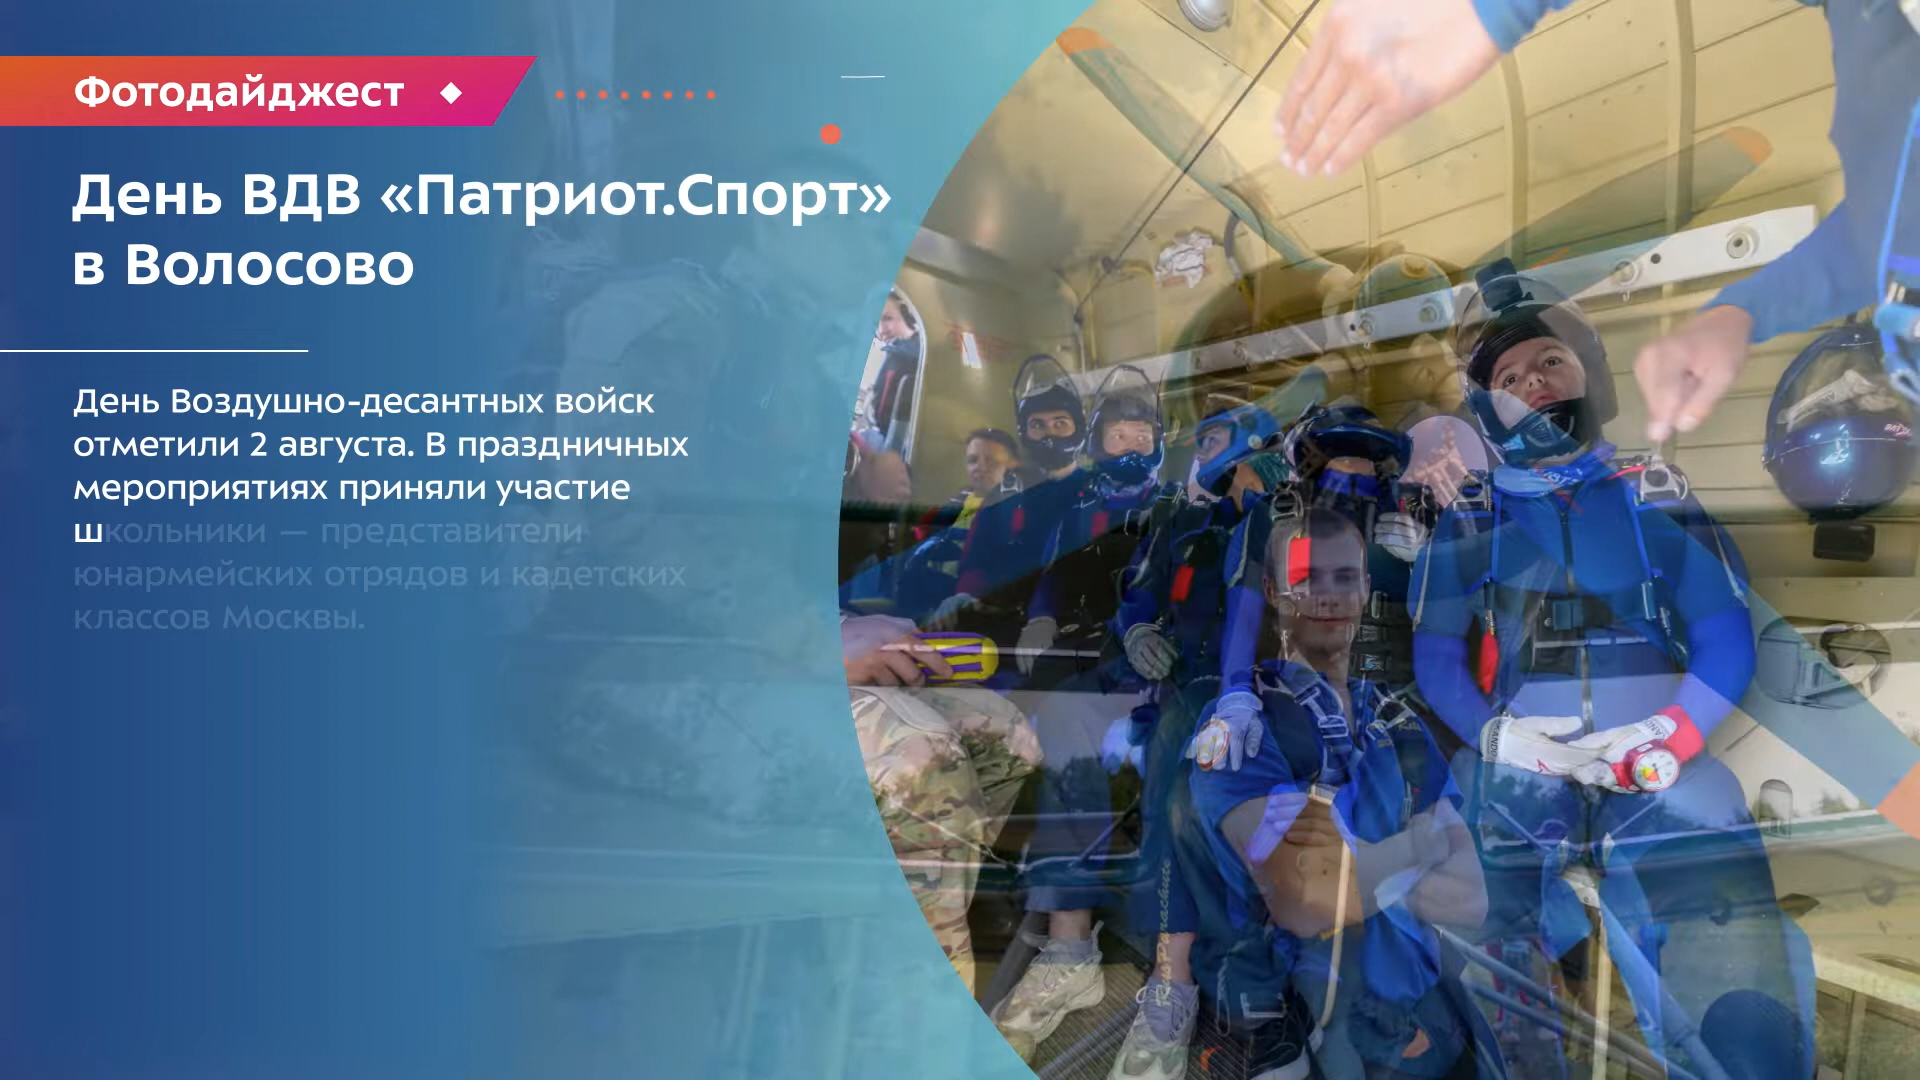 Фотодайджест
День ВДВ «Патриот.Спорт»
в Волосово
День Воздушно-десантных войск
отметили 2 августа. В праздничных
мероприятиях приняли участие
школьники — представители
юнармейских отрядов и кадетских
классов Москвы.
RusParachute